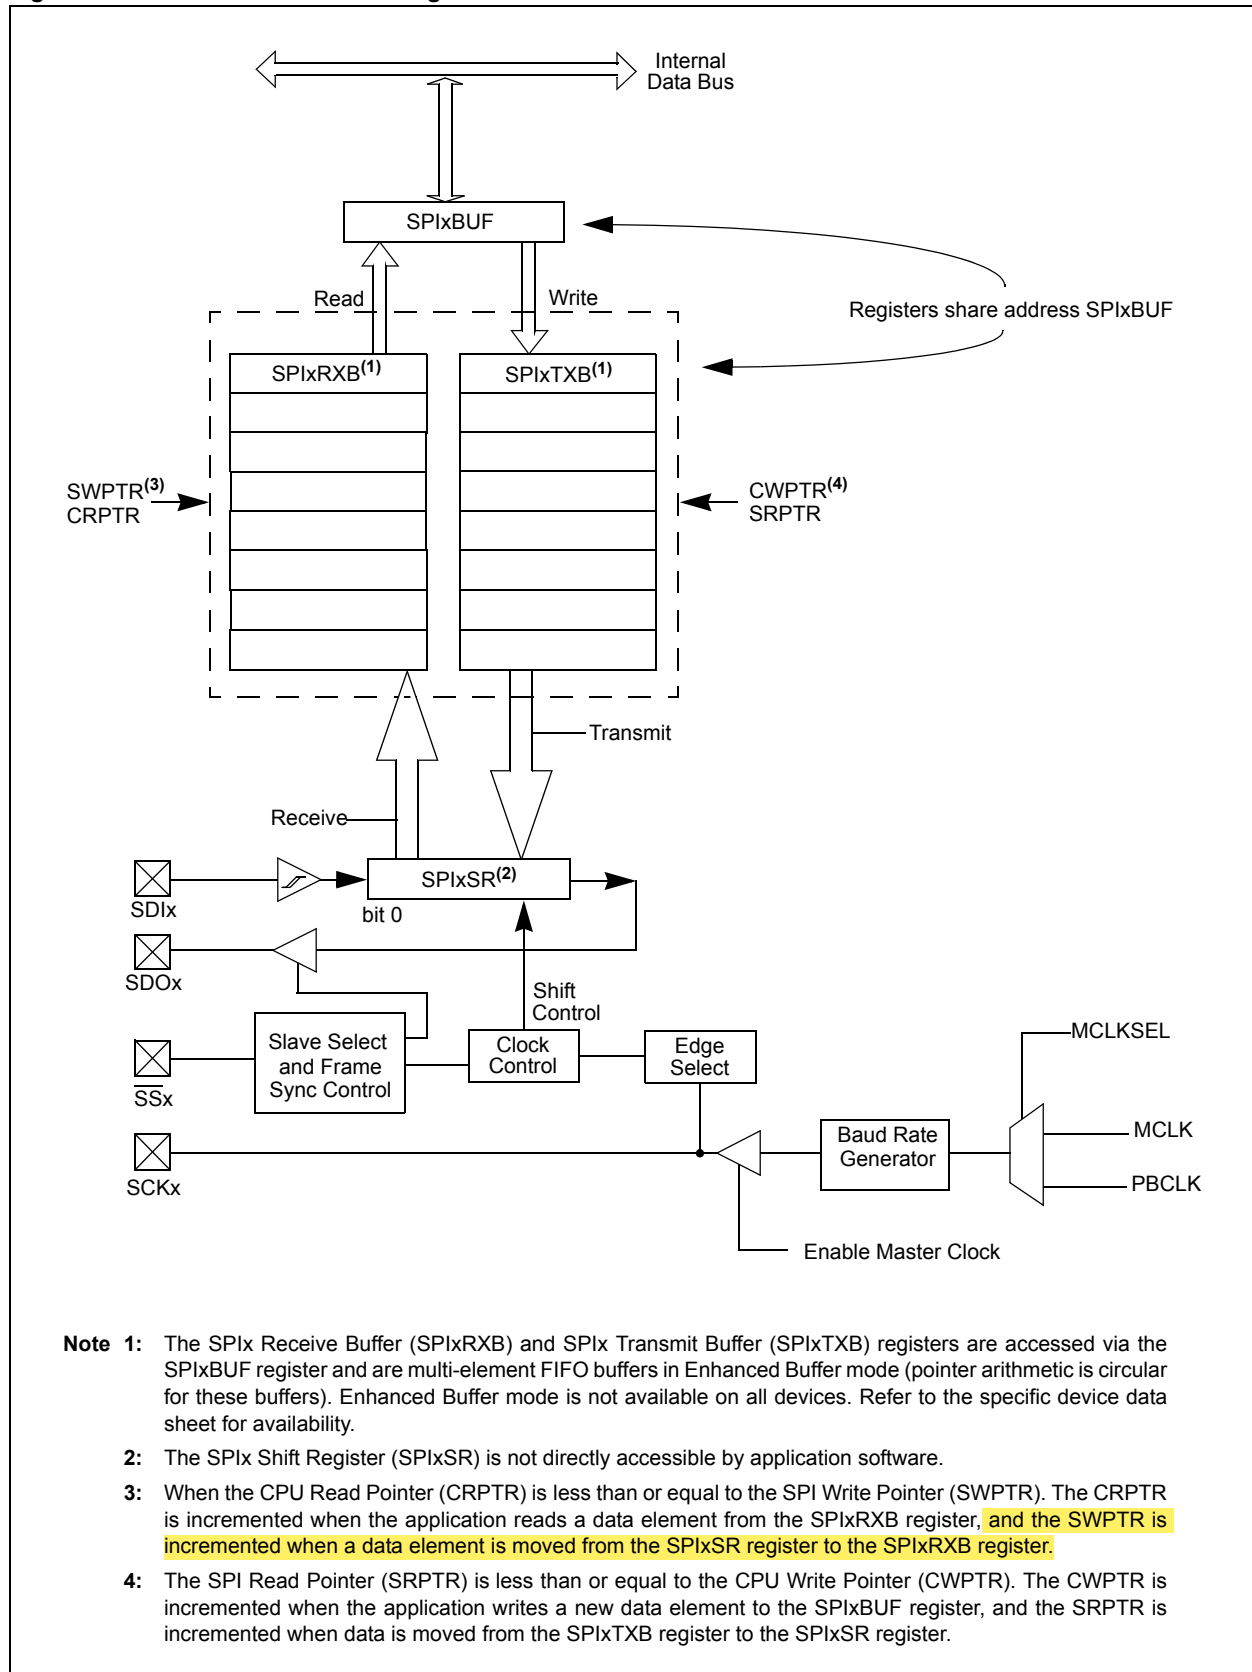 Internal
Data Bus
SPIxBUF
Read
Write
Registers share address SPIxBUF
SPIxRXB(1)
SPIxTXB(1)
SWPTR(3)
CRPTR
CWPTR(4)
SRPTR
Transmit
Receive
SPIxSR(2)
SDIx
bit 0
SDOx
Shift
Control
Slave Select
and Frame
Sync Control
Clock
Control
Edge
Select
MCLKSEL
SSx
Baud Rate
Generator
MCLK
PBCLK
SCKx
Enable Master Clock
Note 1: The SPIx Receive Buffer (SPIxRXB) and SPIx Transmit Buffer (SPIxTXB) registers are accessed via the
SPIxBUF register and are multi-element FIFO buffers in Enhanced Buffer mode (pointer arithmetic is circular
for these buffers). Enhanced Buffer mode is not available on all devices. Refer to the specific device data
sheet for availability.
2: The SPIx Shift Register (SPIxSR) is not directly accessible by application software.
3: When the CPU Read Pointer (CRPTR) is less than or equal to the SPI Write Pointer (SWPTR). The CRPTR
is incremented when the application reads a data element from the SPIxRXB register, and the SWPTR is
incremented when a data element is moved from the SPIxSR register to the SPIxRXB register.
4: The SPI Read Pointer (SRPTR) is less than or equal to the CPU Write Pointer (CWPTR). The CWPTR is
incremented when the application writes a new data element to the SPIxBUF register, and the SRPTR is
incremented when data is moved from the SPIxTXB register to the SPIxSR register.